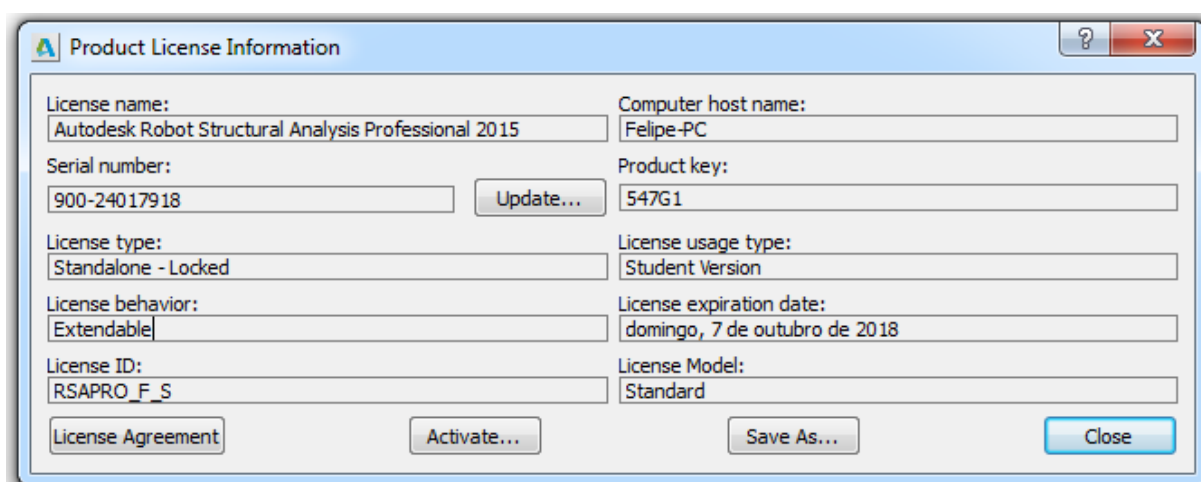 Product License Information
License name:
Autodesk Robot Structural Analysis Professional 2015
Computer host name:
Felipe-PC
Serial number:
900-24017918
Update...
Product key:
547G1
License type:
Standalone - Locked
License usage type:
Student Version
License behavior:
Extendable
License expiration date:
domingo, 7 de outubro de 2018
License ID:
RSAPRO_F_S
License Model:
Standard
License Agreement
Activate...
Save As...
Close